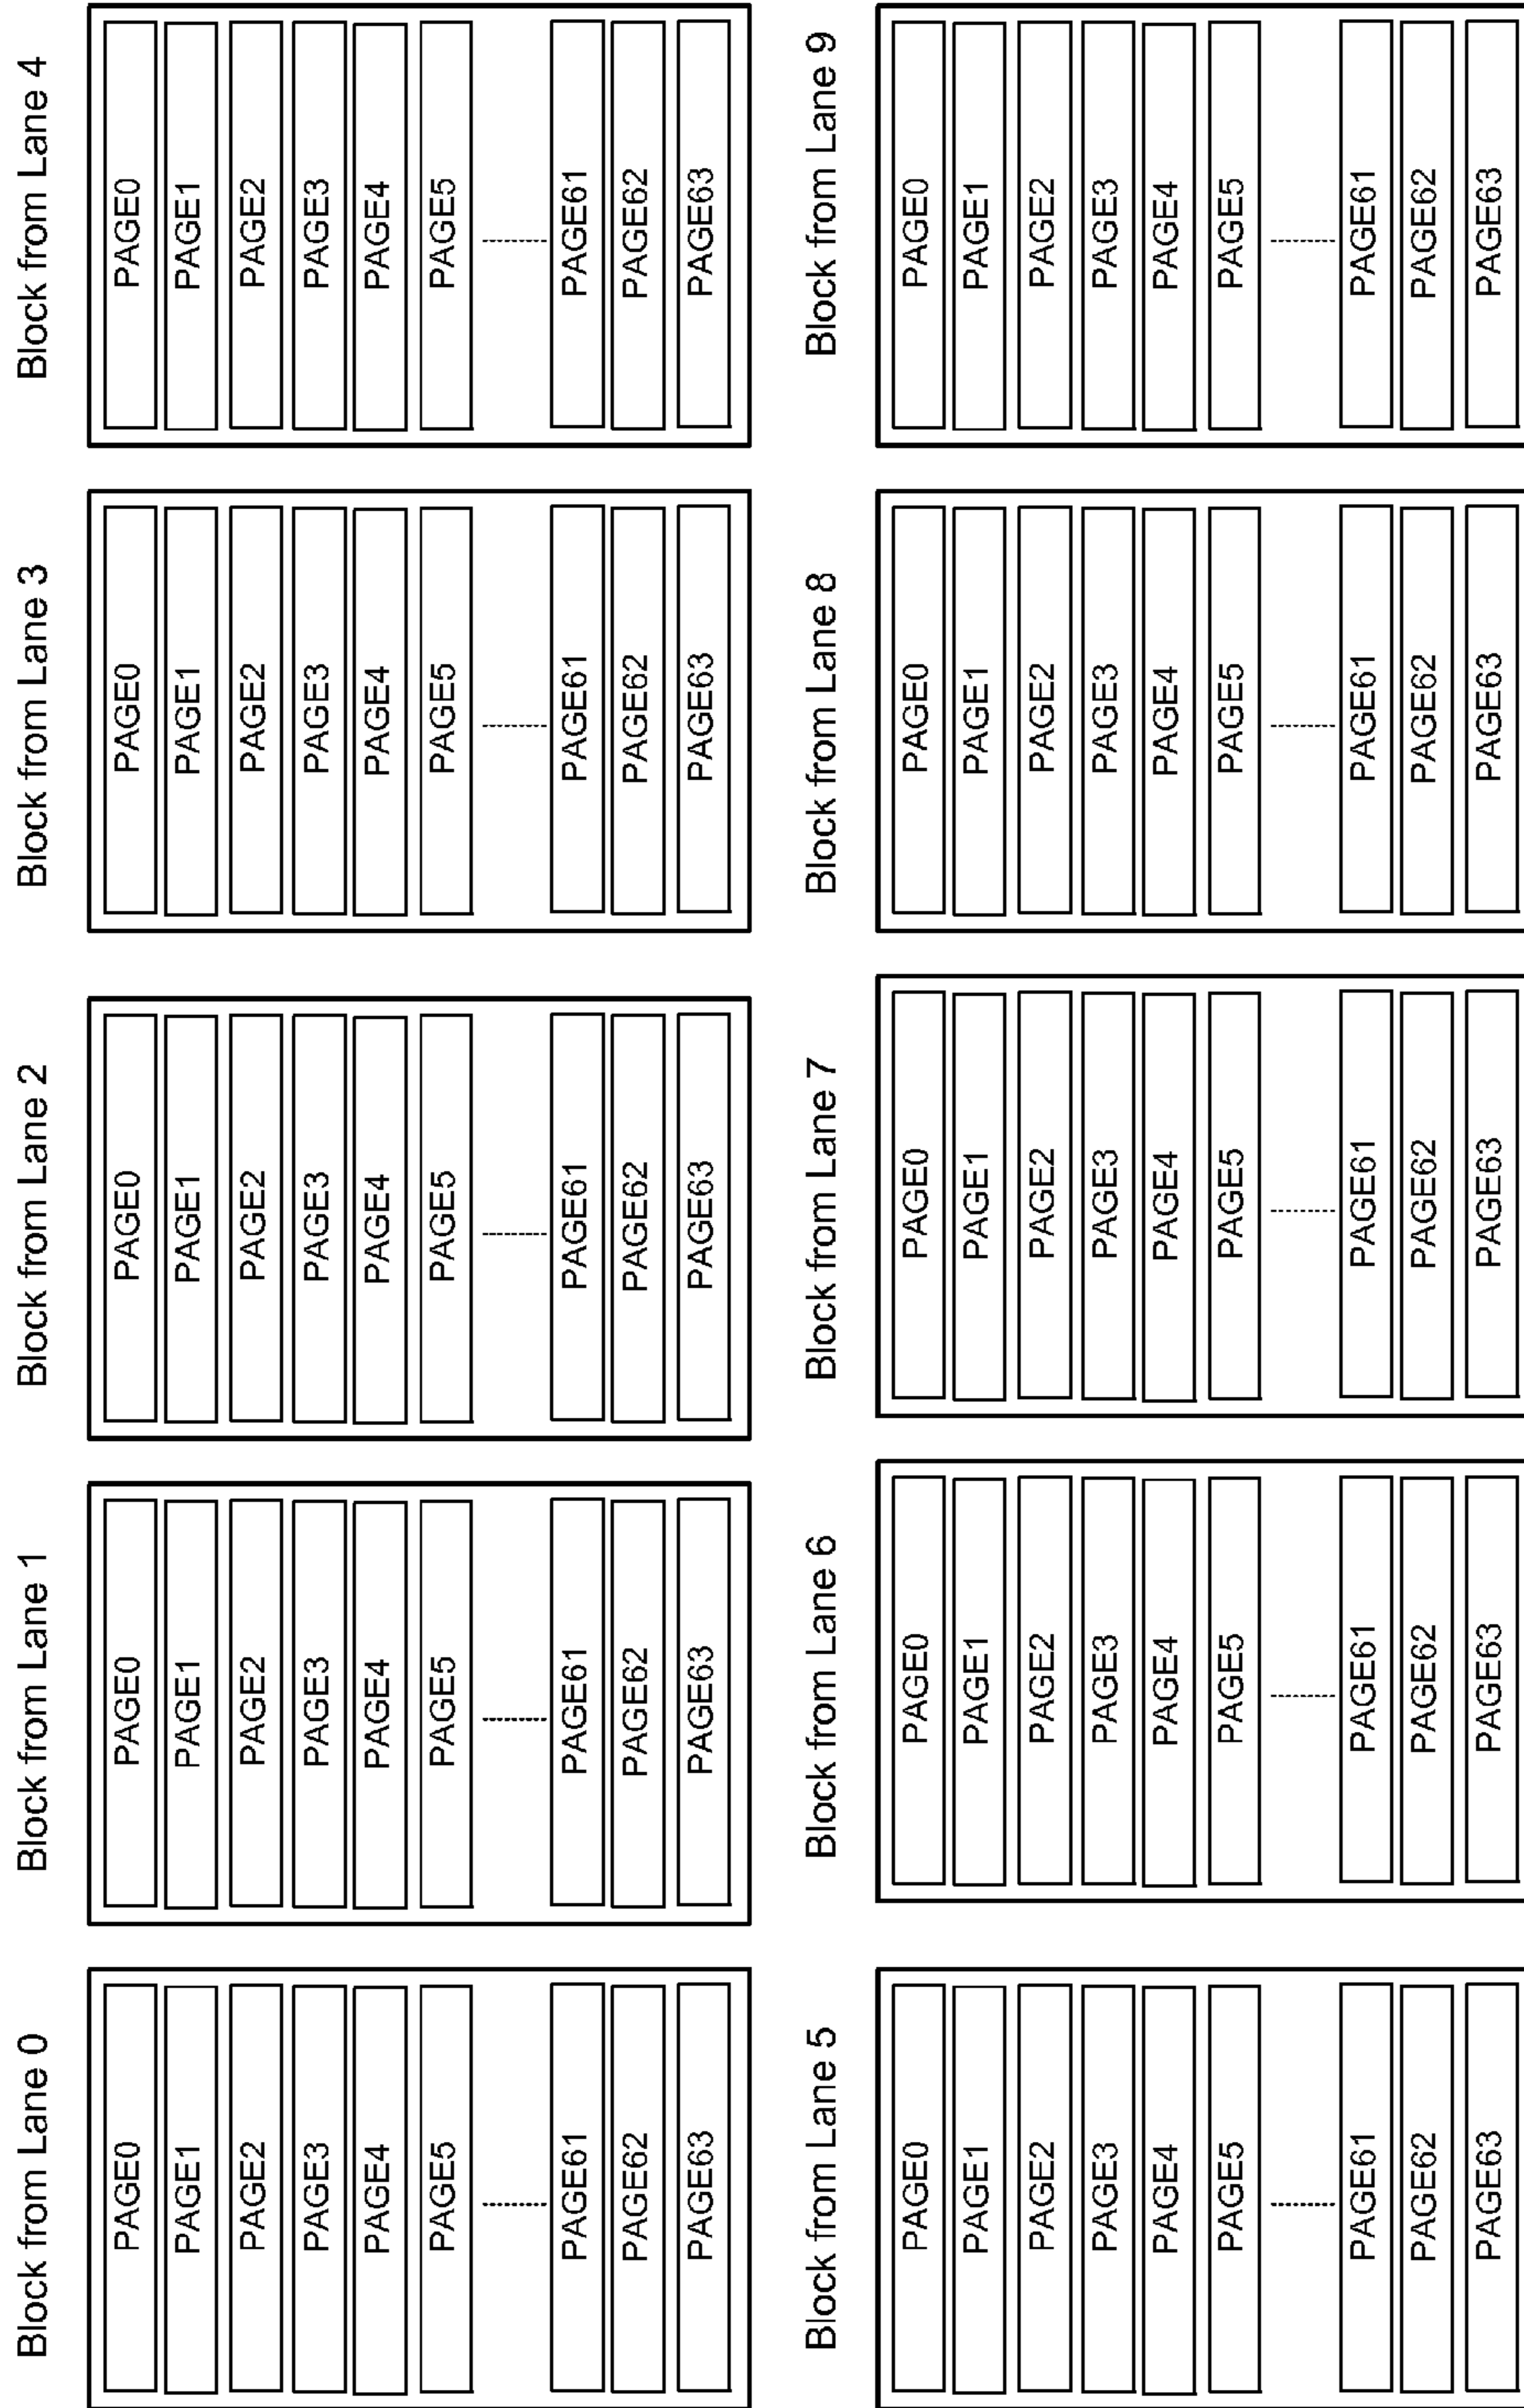 Block from Lane 0
PAGE0
PAGE1
PAGE2
PAGE3
PAGE4
PAGE5
PAGE61
PAGE62
PAGE63
Block from Lane 1
PAGE0
PAGE1
PAGE2
PAGE3
PAGE4
PAGE5
PAGE61
PAGE62
PAGE63
Block from Lane 2
PAGE0
PAGE1
PAGE2
PAGE3
PAGE4
PAGE5
PAGE61
PAGE62
PAGE63
Block from Lane 3
PAGE0
PAGE1
PAGE2
PAGE3
PAGE4
PAGE5
PAGE61
PAGE62
PAGE63
Block from Lane 4
PAGE0
PAGE1
PAGE2
PAGE3
PAGE4
PAGE5
PAGE61
PAGE62
PAGE63
Block from Lane 5
PAGE0
PAGE1
PAGE2
PAGE3
PAGE4
PAGE5
PAGE61
PAGE62
PAGE63
Block from Lane 6
PAGE0
PAGE1
PAGE2
PAGE3
PAGE4
PAGE5
PAGE61
PAGE62
PAGE63
Block from Lane 7
PAGE0
PAGE1
PAGE2
PAGE3
PAGE4
PAGE5
PAGE61
PAGE62
PAGE63
Block from Lane 8
PAGE0
PAGE1
PAGE2
PAGE3
PAGE4
PAGE5
PAGE61
PAGE62
PAGE63
Block from Lane 9
PAGE0
PAGE1
PAGE2
PAGE3
PAGE4
PAGE5
PAGE61
PAGE62
PAGE63